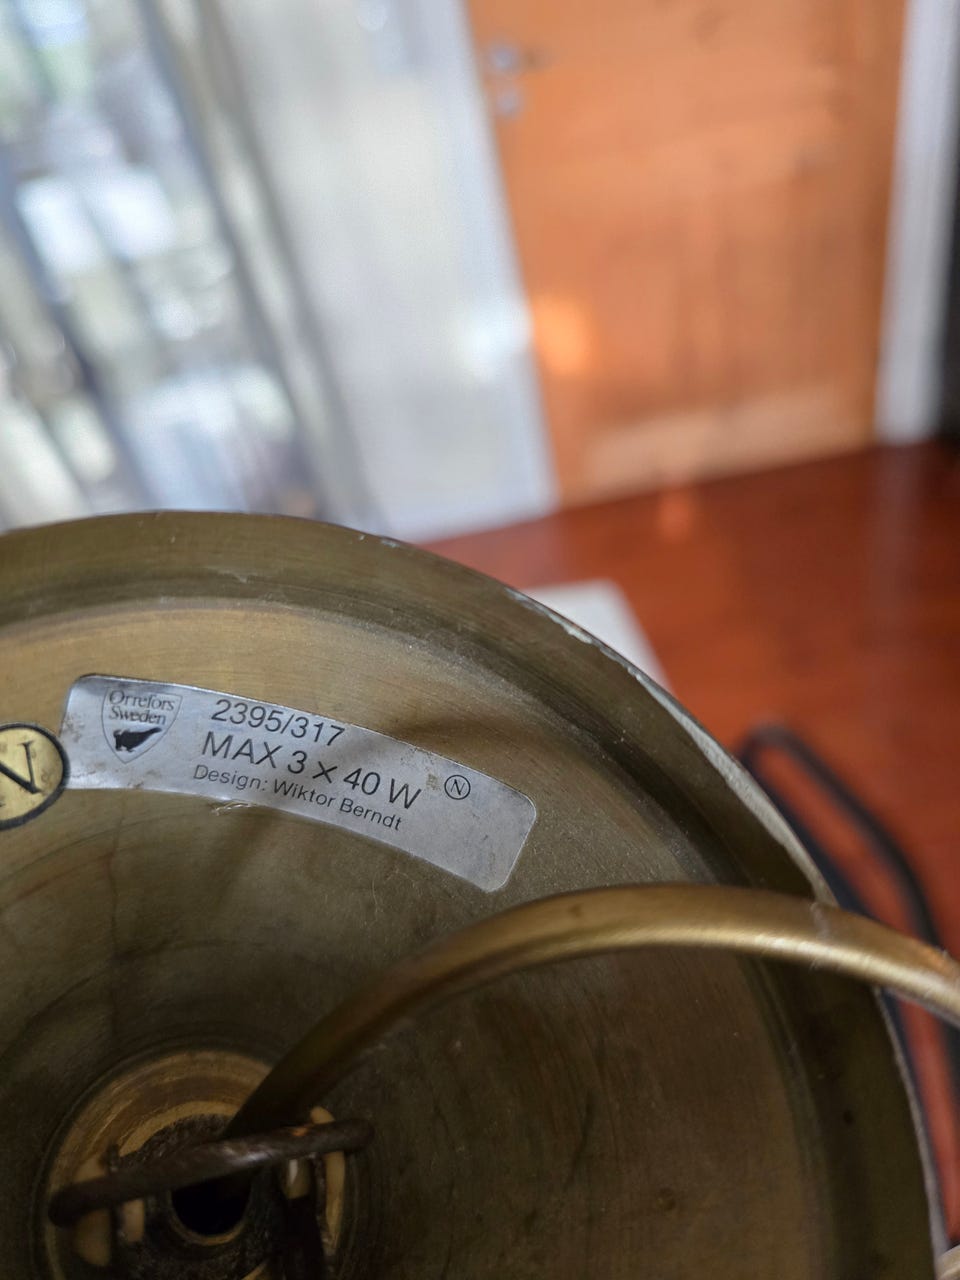 Orrefors
Sweden
2395/317
MAX 3 × 40 W Ⓝ
Design: Wiktor Berndt
N